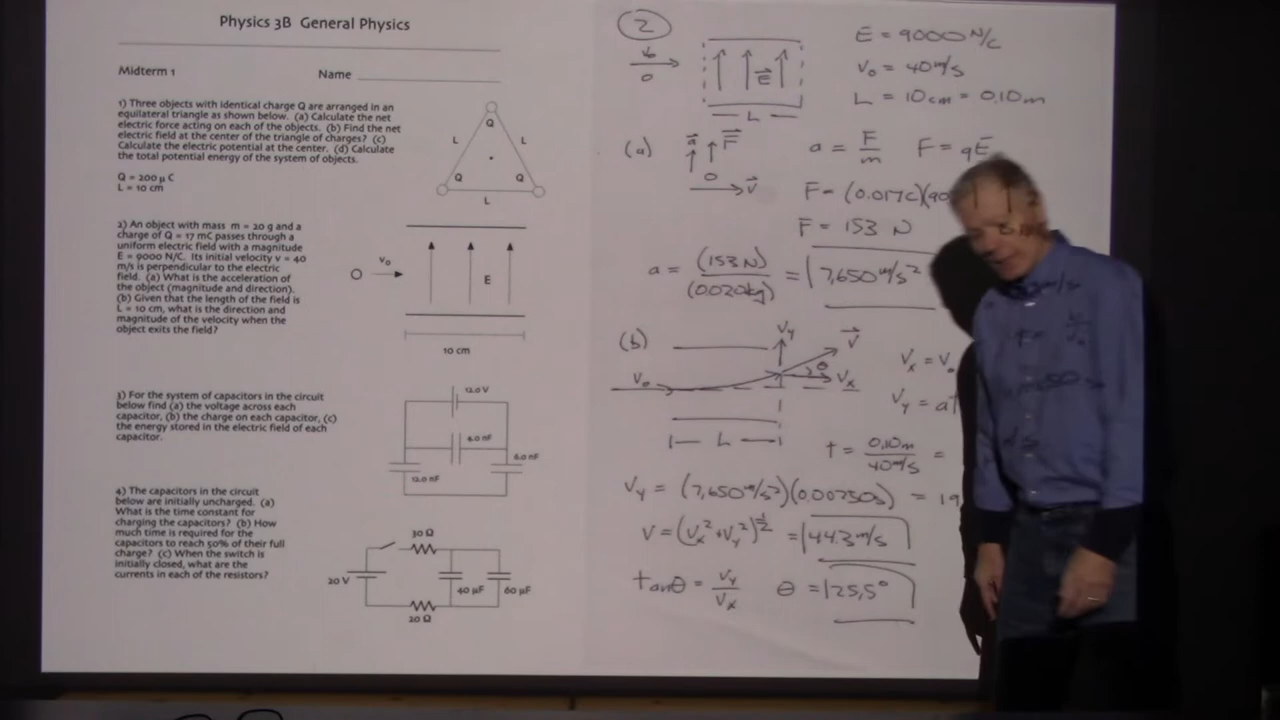 Physics 3B General Physics
Midterm 1
Name
1) Three objects with identical charge Q are arranged in an
equilateral triangle as shown below. (a) Calculate the net
electric force acting on each of the objects. (b) Find the net
electric field at the center of the triangle of charges? (c)
Calculate the electric potential at the center. (d) Calculate
the total potential energy of the system of objects.
Q = 200 μ C
L = 10 cm
Q
L
L
Q
Q
L
2) An object with mass m = 20 g and a
charge of Q = 17 mC passes through a
uniform electric field with a magnitude
E = 9000 N/C. Its initial velocity v = 40
m/s is perpendicular to the electric
field. (a) What is the acceleration of
the object (magnitude and direction).
(b) Given that the length of the field is
L = 10 cm, what is the direction and
magnitude of the velocity when the
object exits the field?
v₀
E
10 cm
3) For the system of capacitors in the circuit
below find (a) the voltage across each
capacitor, (b) the charge on each capacitor, (c)
the energy stored in the electric field of each
capacitor.
12.0 V
4.0 nF
12.0 nF
6.0 nF
4) The capacitors in the circuit
below are initially uncharged. (a)
What is the time constant for
charging the capacitors? (b) How
much time is required for the
capacitors to reach 50% of their full
charge? (c) When the switch is
initially closed, what are the
currents in each of the resistors?
30 Ω
20 V
40 μF
60 μF
20 Ω
2
v₀
E
L
E = 9000 N/C
v₀ = 40 m/s
L = 10 cm = 0.10 m
(a)
a F
v
a = F/m F = qE
F = (0.017C)(90
F = 153 N
a = (153N)/(0.020kg) = 7,650 m/s²
(b)
v₀
Vy
V
θ
Vx
L
Vx = V₀
Vy = at
t = 0.10m/40m/s =
Vy = (7,650 m/s²)(0.00250s) = 19
V = (Vx² + Vy²)^½ = 44.3 m/s
tanθ = Vy/Vx θ = 25.5°